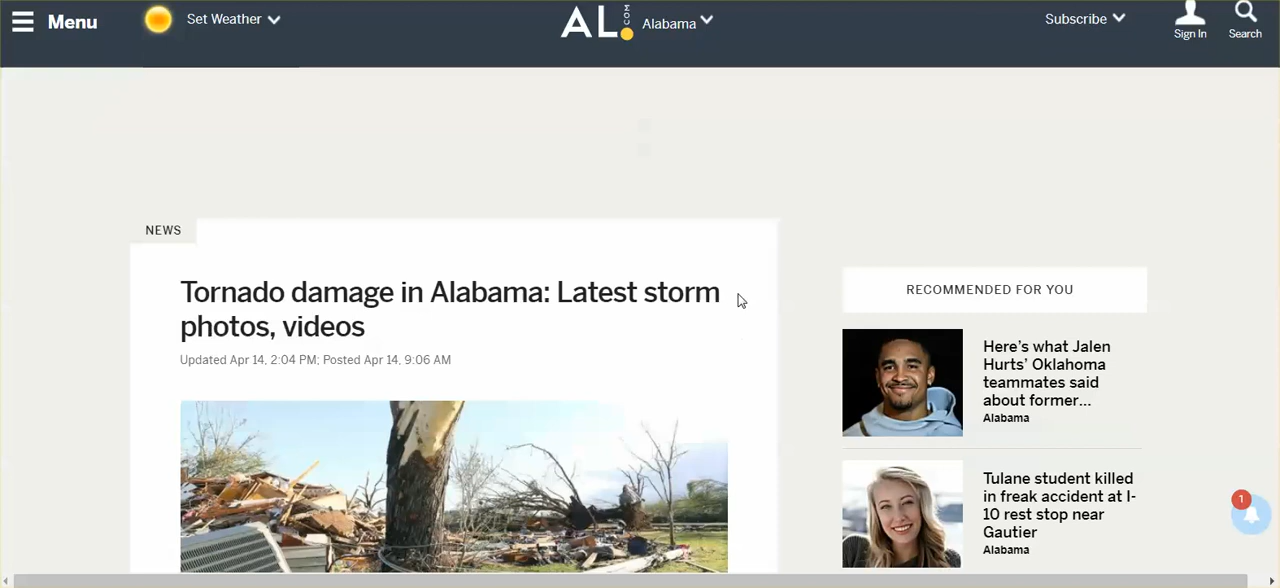 Menu
Set Weather
AL.COM
Alabama
Subscribe
Sign In
Search
NEWS
Tornado damage in Alabama: Latest storm
photos, videos
Updated Apr 14, 2:04 PM; Posted Apr 14, 9:06 AM
RECOMMENDED FOR YOU
Here’s what Jalen
Hurts’ Oklahoma
teammates said
about former...
Alabama
Tulane student killed
in freak accident at I-
10 rest stop near
Gautier
Alabama
1